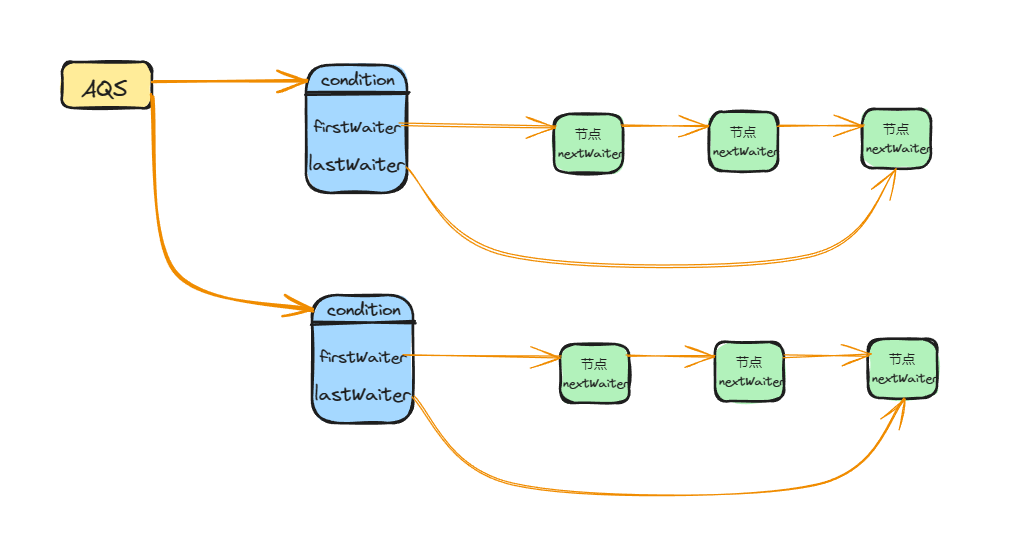 AQS
condition
firstWaiter
lastWaiter
节点
nextWaiter
节点
nextWaiter
节点
nextWaiter
condition
firstWaiter
lastWaiter
节点
nextWaiter
节点
nextWaiter
节点
nextWaiter